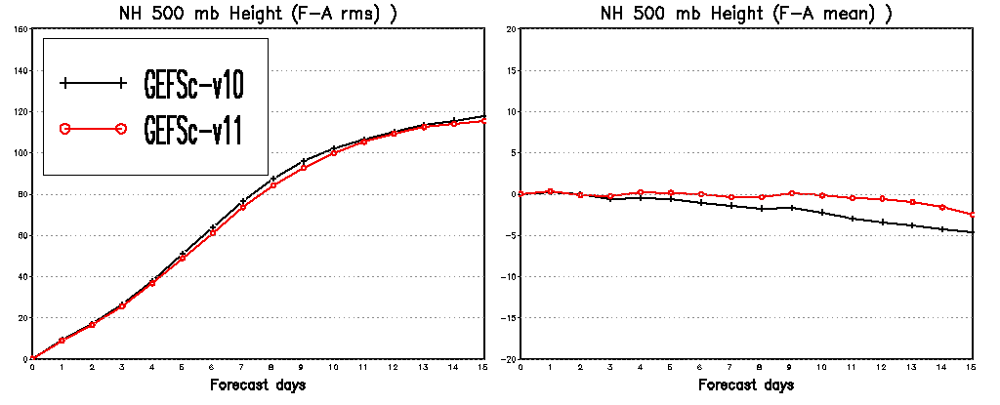 NH 500 mb Height (F-A rms) )
160
140
120
100
80
60
40
20
0
GEFSc-v10
GEFSc-v11
0 1 2 3 4 5 6 7 8 9 10 11 12 13 14 15
Forecast days
NH 500 mb Height (F-A mean) )
20
15
10
5
0
-5
-10
-15
-20
0 1 2 3 4 5 6 7 8 9 10 11 12 13 14 15
Forecast days